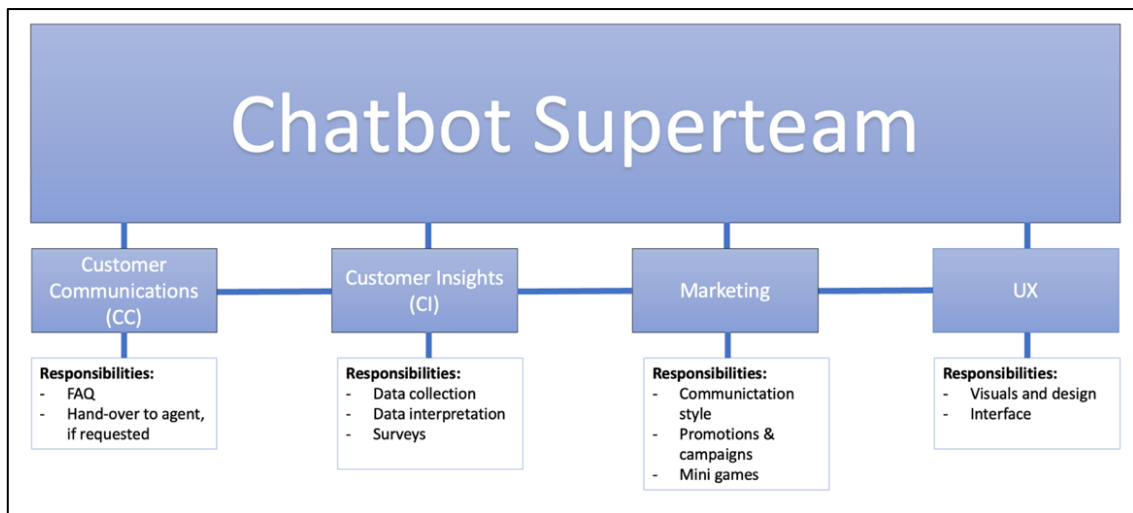 Chatbot Superteam
Customer
Communications
(CC)
Customer Insights
(CI)
Marketing
UX
Responsibilities:
- FAQ
- Hand-over to agent,
if requested
Responsibilities:
- Data collection
- Data interpretation
- Surveys
Responsibilities:
- Communictation
style
- Promotions &
campaigns
- Mini games
Responsibilities:
- Visuals and design
- Interface